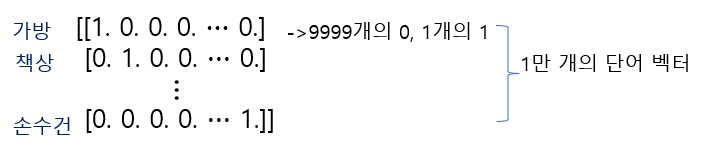 가방 [[1. 0. 0. 0. ⋯ 0.] ->9999개의 0, 1개의 1
책상 [0. 1. 0. 0. ⋯ 0.]
⋮
1만 개의 단어 벡터
손수건 [0. 0. 0. 0. ⋯ 1.]]